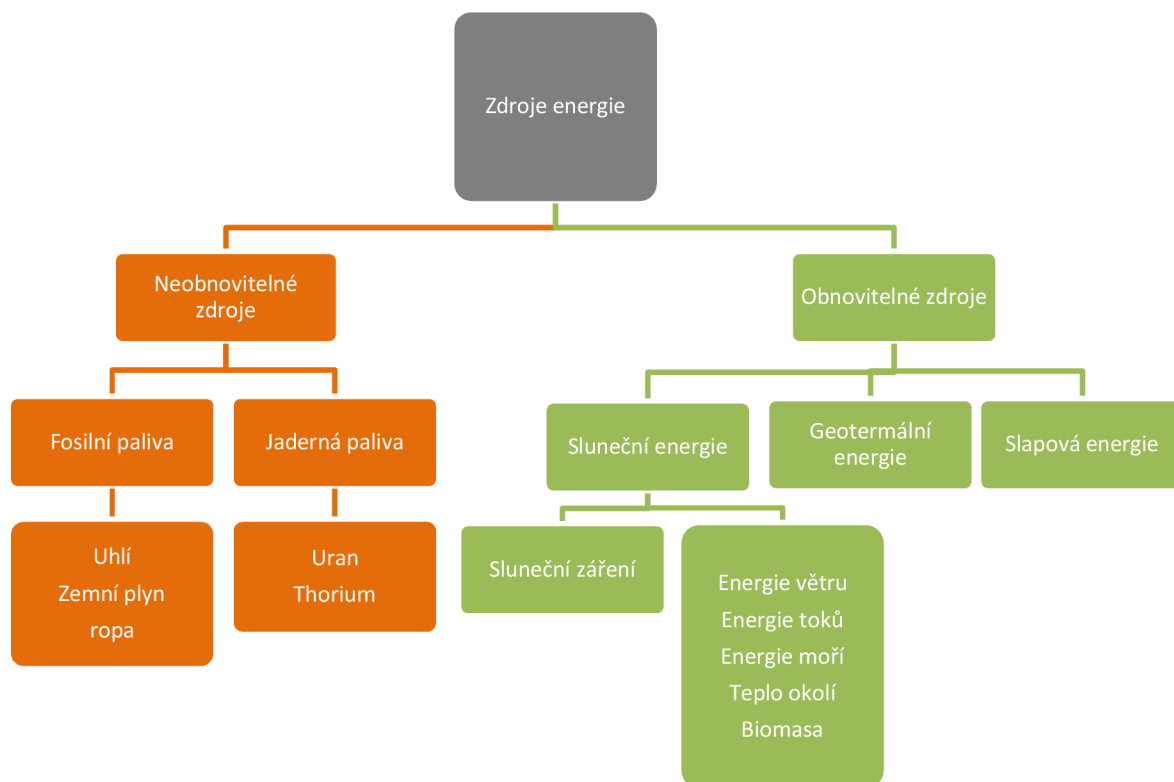 Zdroje energie
Neobnovitelné
zdroje
Obnovitelné zdroje
Fosilní paliva
Jaderná paliva
Sluneční energie
Geotermální
energie
Slapová energie
Uhlí
Zemní plyn
ropa
Uran
Thorium
Sluneční záření
Energie větru
Energie toků
Energie moří
Teplo okolí
Biomasa